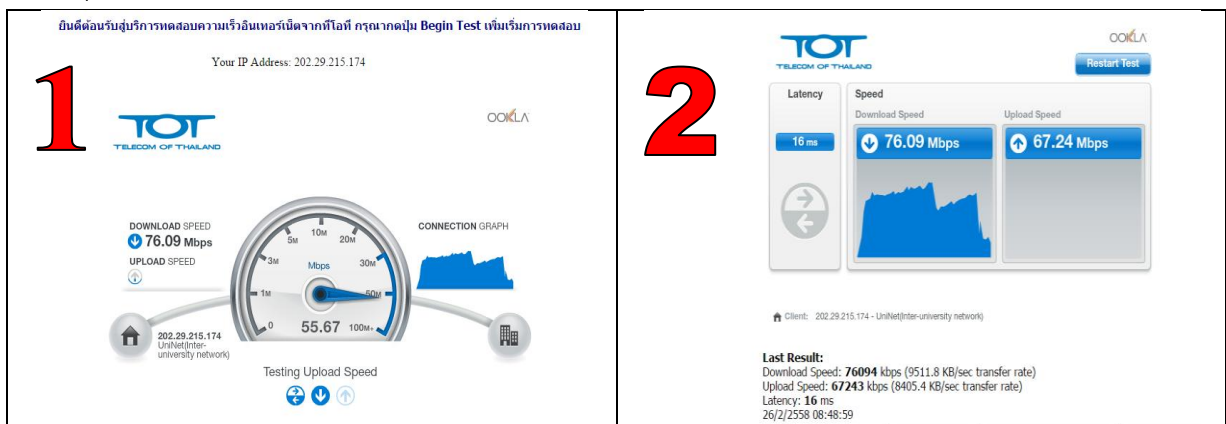 ยินดีต้อนรับสู่บริการทดสอบความเร็วอินเทอร์เน็ตจากทีโอที กรุณากดปุ่ม Begin Test เพิ่มเริ่มการทดสอบ
Your IP Address: 202.29.215.174
1
TOT
TELECOM OF THAILAND
OOKLA
DOWNLOAD SPEED
76.09 Mbps
UPLOAD SPEED
CONNECTION GRAPH
0
1M
3M
5M
10M
20M
30M
50M
100M+
Mbps
55.67
202.29.215.174
UniNet(Inter-
university network)
Testing Upload Speed
2
TOT
TELECOM OF THAILAND
OOKLA
Restart Test
Latency
16 ms
Speed
Download Speed
76.09 Mbps
Upload Speed
67.24 Mbps
Client: 202.29.215.174 - UniNet(Inter-university network)
Last Result:
Download Speed: 76094 kbps (9511.8 KB/sec transfer rate)
Upload Speed: 67243 kbps (8405.4 KB/sec transfer rate)
Latency: 16 ms
26/2/2558 08:48:59